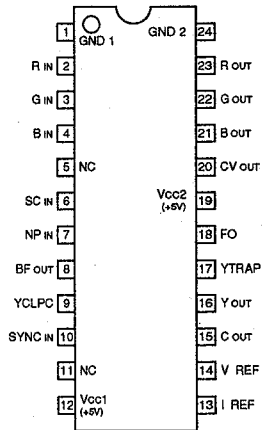 1 GND 1 GND 2 24
R IN 2 23 R OUT
G IN 3 22 G OUT
B IN 4 21 B OUT
5 NC 20 CV OUT
SC IN 6 Vcc2 (+5V) 19
NP IN 7 18 FO
BF OUT 8 17 YTRAP
YCLPC 9 16 Y OUT
SYNC IN 10 15 C OUT
11 NC 14 V REF
12 Vcc1 (+5V) 13 I REF